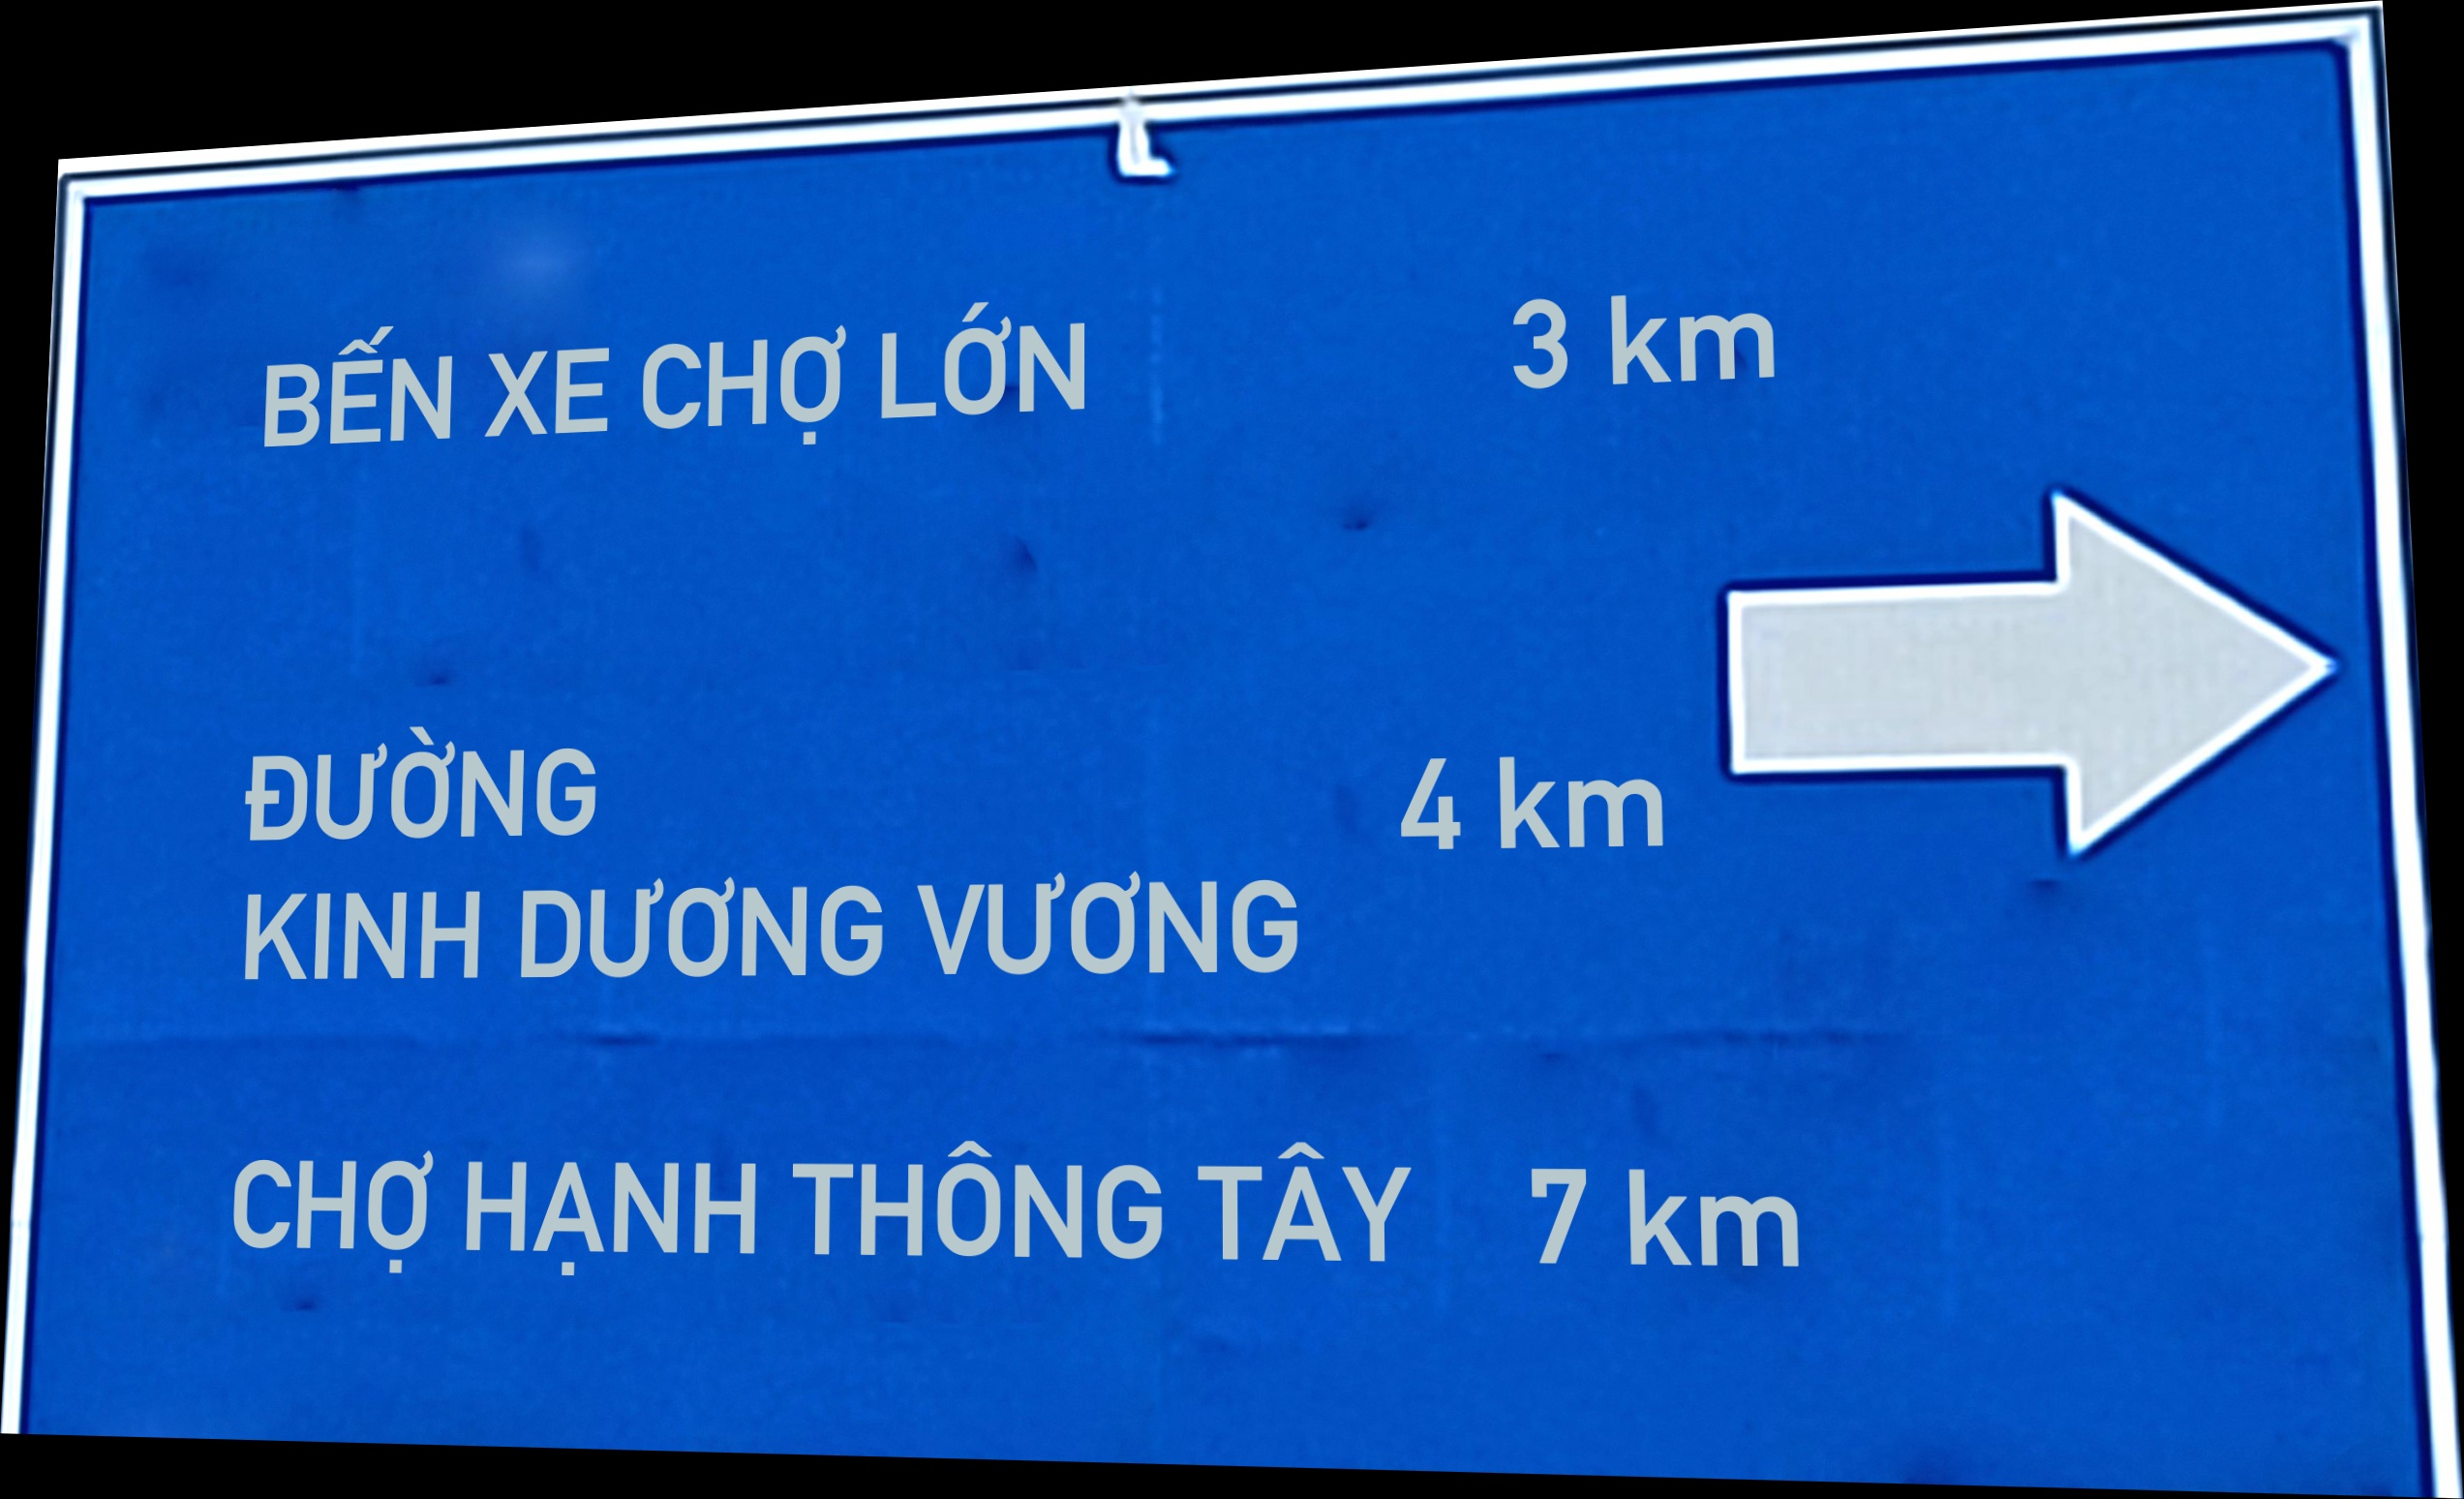 BẾN XE CHỢ LỚN 3 km
ĐƯỜNG 4 km
KINH DƯƠNG VƯƠNG
CHỢ HẠNH THÔNG TÂY 7 km